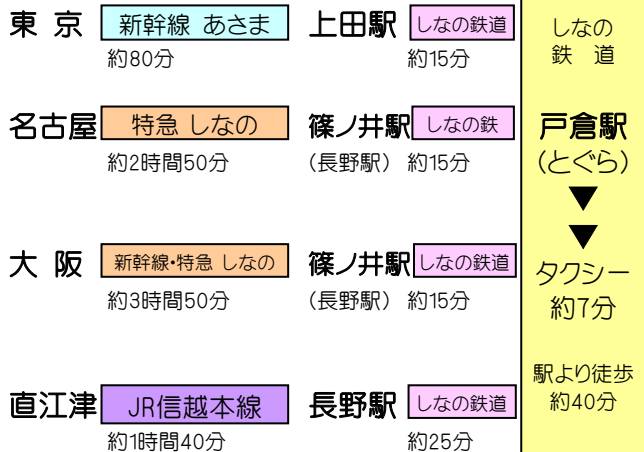 東 京 新幹線 あさま 上田駅 しなの鉄道
約80分 約15分
名古屋 特急 しなの 篠ノ井駅 しなの鉄
約2時間50分 (長野駅) 約15分
大 阪 新幹線・特急 しなの 篠ノ井駅 しなの鉄道
約3時間50分 (長野駅) 約15分
直江津 JR信越本線 長野駅 しなの鉄道
約1時間40分 約25分
しなの
鉄 道
戸倉駅
(とぐら)
▼
▼
タクシー
約7分
駅より徒歩
約40分